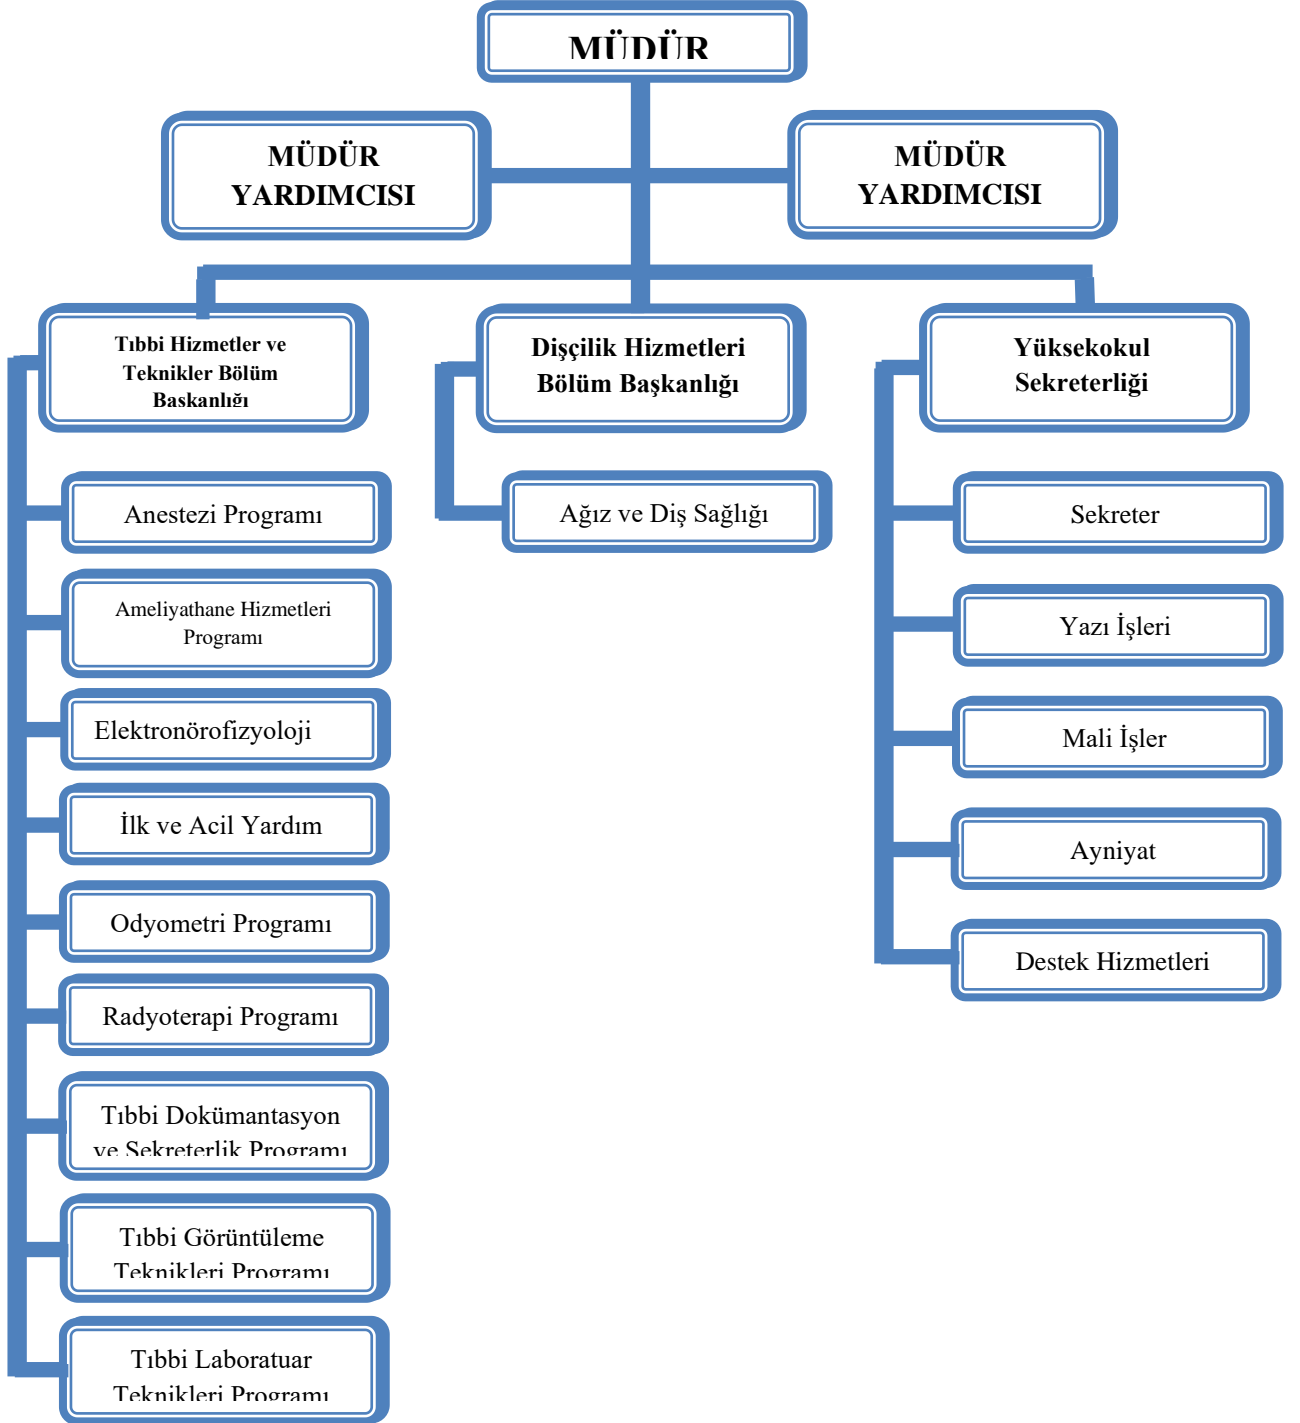 MÜDÜR
MÜDÜR
YARDIMCISI
MÜDÜR
YARDIMCISI
Tıbbi Hizmetler ve
Teknikler Bölüm
Başkanlığı
Dişçilik Hizmetleri
Bölüm Başkanlığı
Yüksekokul
Sekreterliği
Anestezi Programı
Ameliyathane Hizmetleri
Programı
Elektronörofizyoloji
İlk ve Acil Yardım
Odyometri Programı
Radyoterapi Programı
Tıbbi Dokümantasyon
ve Sekreterlik Programı
Tıbbi Görüntüleme
Teknikleri Programı
Tıbbi Laboratuar
Teknikleri Programı
Ağız ve Diş Sağlığı
Sekreter
Yazı İşleri
Mali İşler
Ayniyat
Destek Hizmetleri